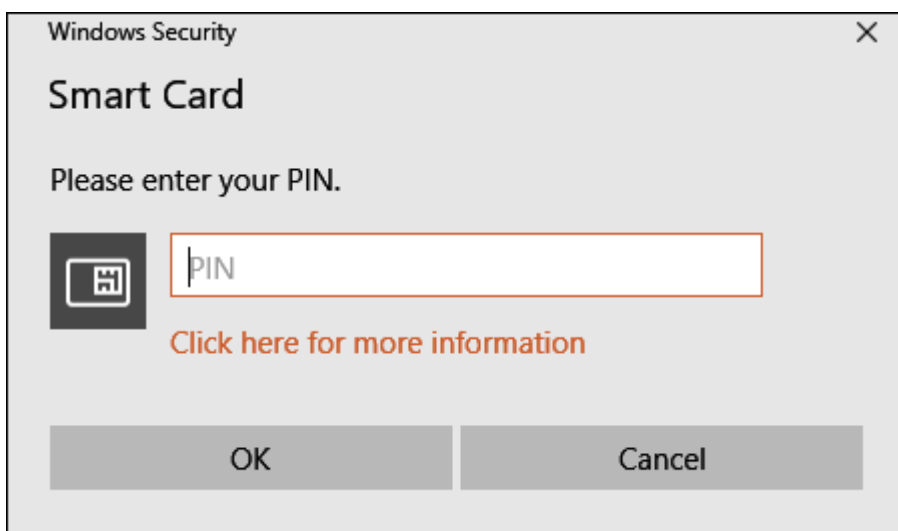 Windows Security
Smart Card
Please enter your PIN.
PIN
Click here for more information
OK
Cancel